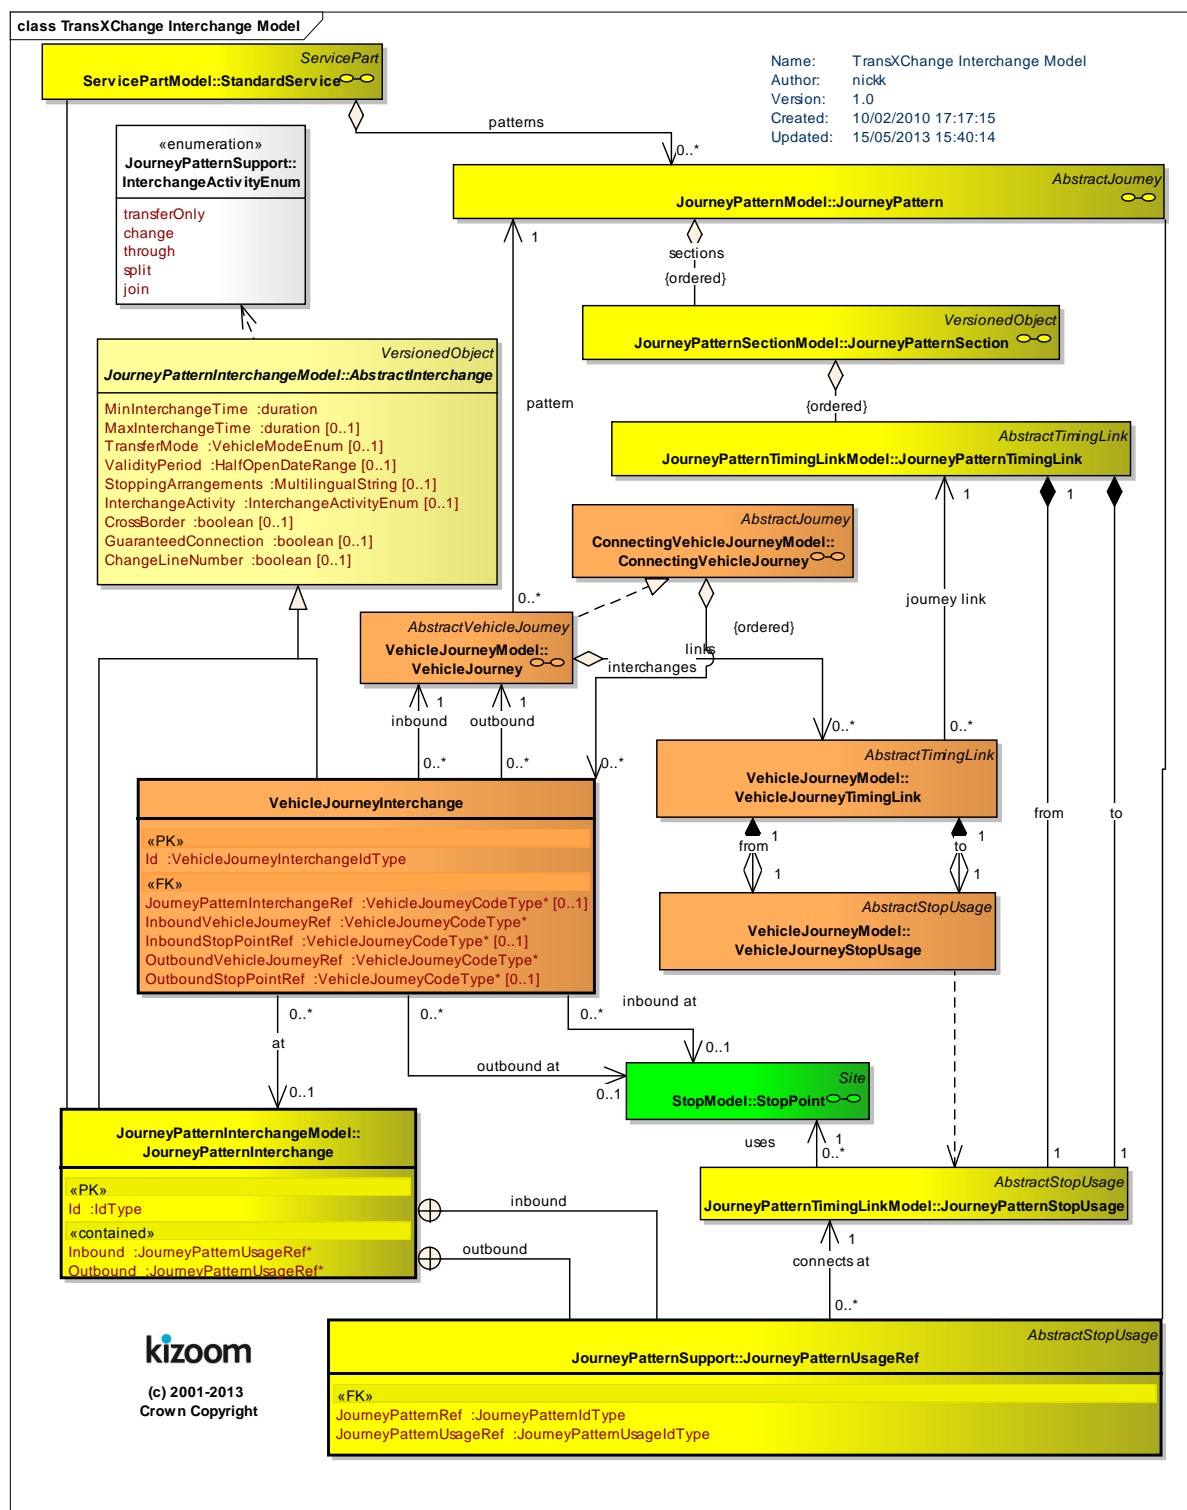 class TransXChange Interchange Model
ServicePart
ServicePartModel::StandardService
Name: TransXChange Interchange Model
Author: nickk
Version: 1.0
Created: 10/02/2010 17:17:15
Updated: 15/05/2013 15:40:14
patterns
0..*
«enumeration»
JourneyPatternSupport::
InterchangeActivityEnum
transferOnly
change
through
split
join
AbstractJourney
JourneyPatternModel::JourneyPattern
1
sections
{ordered}
VersionedObject
JourneyPatternSectionModel::JourneyPatternSection
{ordered}
VersionedObject
JourneyPatternInterchangeModel::AbstractInterchange
MinInterchangeTime :duration
MaxInterchangeTime :duration [0..1]
TransferMode :VehicleModeEnum [0..1]
ValidityPeriod :HalfOpenDateRange [0..1]
StoppingArrangements :MultilingualString [0..1]
InterchangeActivity :InterchangeActivityEnum [0..1]
CrossBorder :boolean [0..1]
GuaranteedConnection :boolean [0..1]
ChangeLineNumber :boolean [0..1]
pattern
AbstractTimingLink
JourneyPatternTimingLinkModel::JourneyPatternTimingLink
1
1
1
AbstractJourney
ConnectingVehicleJourneyModel::
ConnectingVehicleJourney
0..*
journey link
{ordered}
AbstractVehicleJourney
VehicleJourneyModel::
VehicleJourney
links
interchanges
1
1
inbound
outbound
0..*
0..*
0..*
0..*
0..*
AbstractTimingLink
VehicleJourneyModel::
VehicleJourneyTimingLink
from
to
1
1
from
to
1
1
VehicleJourneyInterchange
«PK»
Id :VehicleJourneyInterchangeIdType
«FK»
JourneyPatternInterchangeRef :VehicleJourneyCodeType* [0..1]
InboundVehicleJourneyRef :VehicleJourneyCodeType*
InboundStopPointRef :VehicleJourneyCodeType* [0..1]
OutboundVehicleJourneyRef :VehicleJourneyCodeType*
OutboundStopPointRef :VehicleJourneyCodeType* [0..1]
AbstractStopUsage
VehicleJourneyModel::
VehicleJourneyStopUsage
inbound at
0..*
0..*
0..*
at
0..1
outbound at
0..1
0..1
Site
StopModel::StopPoint
uses
1
0..*
1
1
JourneyPatternInterchangeModel::
JourneyPatternInterchange
«PK»
Id :IdType
«contained»
Inbound :JourneyPatternUsageRef*
Outbound :JourneyPatternUsageRef*
inbound
outbound
AbstractStopUsage
JourneyPatternTimingLinkModel::JourneyPatternStopUsage
1
connects at
0..*
kizoom
(c) 2001-2013
Crown Copyright
AbstractStopUsage
JourneyPatternSupport::JourneyPatternUsageRef
«FK»
JourneyPatternRef :JourneyPatternIdType
JourneyPatternUsageRef :JourneyPatternUsageIdType